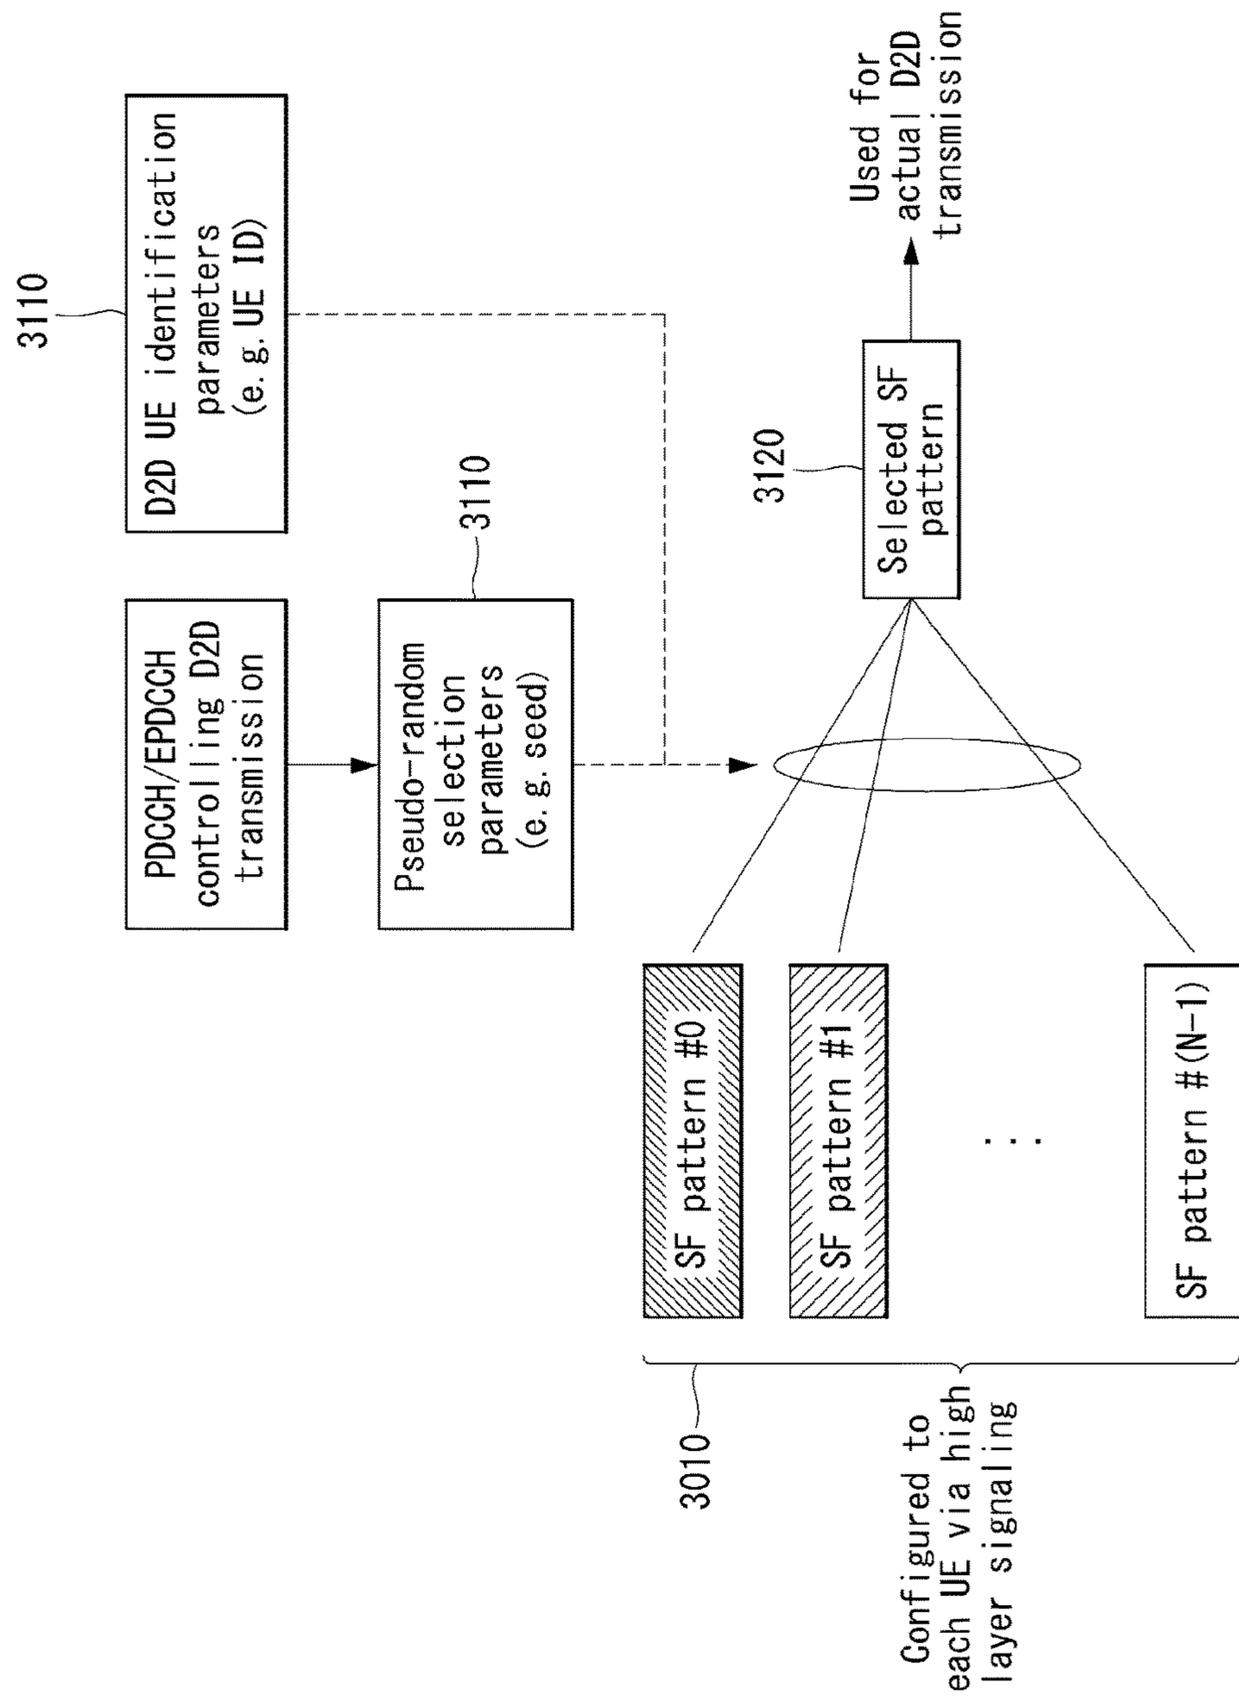 3110
D2D UE identification
parameters
(e.g. UE ID)
PDCCH/EPDCCH
controlling D2D
transmission
3110
Pseudo-random
selection
parameters
(e.g. seed)
3010
SF pattern #0
SF pattern #1
...
SF pattern #(N-1)
Configured to
each UE via high
layer signaling
3120
Selected SF
pattern
Used for
actual D2D
transmission